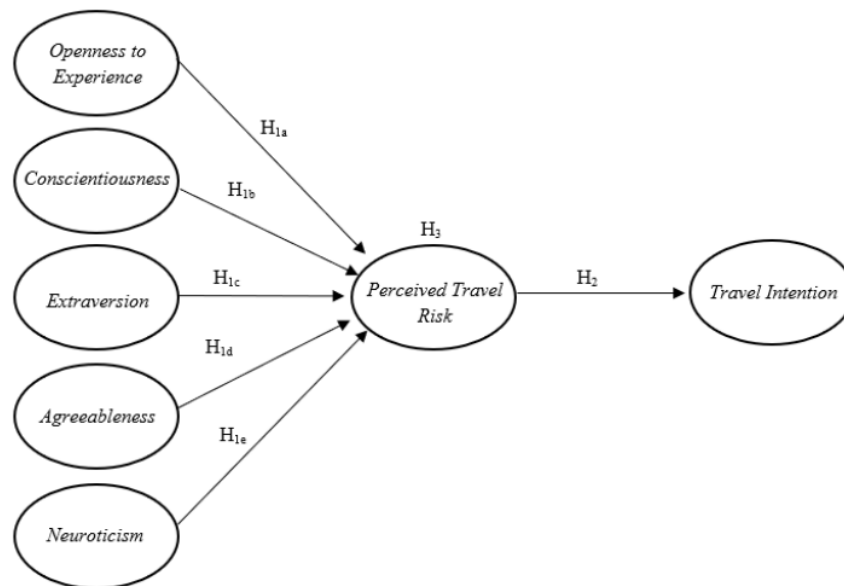 Openness to
Experience
H1a
Conscientiousness
H1b
H3
Extraversion
H1c
Perceived Travel
Risk
H2
Travel Intention
H1d
Agreeableness
H1e
Neuroticism